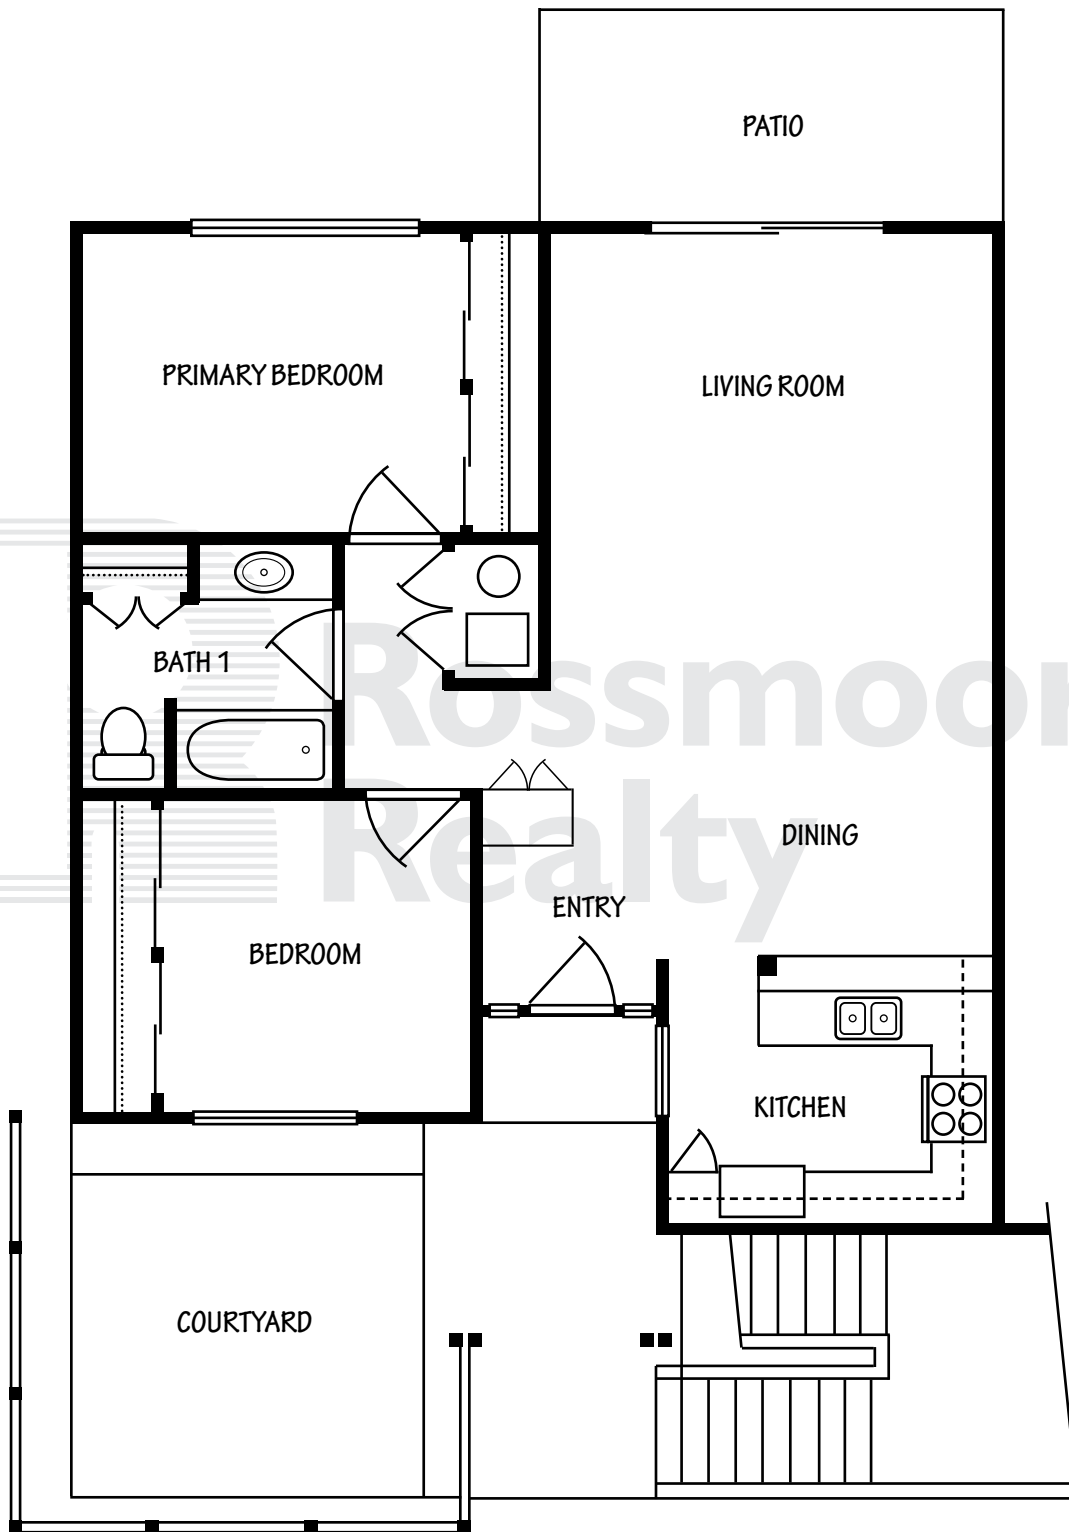 PATIO
PRIMARY BEDROOM
LIVING ROOM
BATH 1
Rossmoor
Realty
DINING
ENTRY
BEDROOM
KITCHEN
COURTYARD